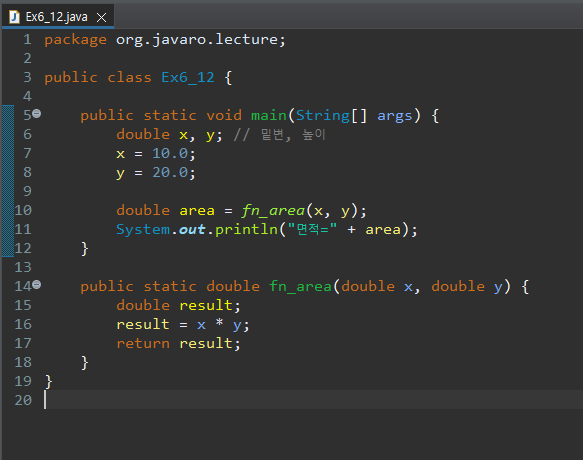 Ex6_12.java
1 package org.javaro.lecture;
2
3 public class Ex6_12 {
4
5 public static void main(String[] args) {
6 double x, y; // 밑변, 높이
7 x = 10.0;
8 y = 20.0;
9
10 double area = fn_area(x, y);
11 System.out.println("면적=" + area);
12 }
13
14 public static double fn_area(double x, double y) {
15 double result;
16 result = x * y;
17 return result;
18 }
19 }
20